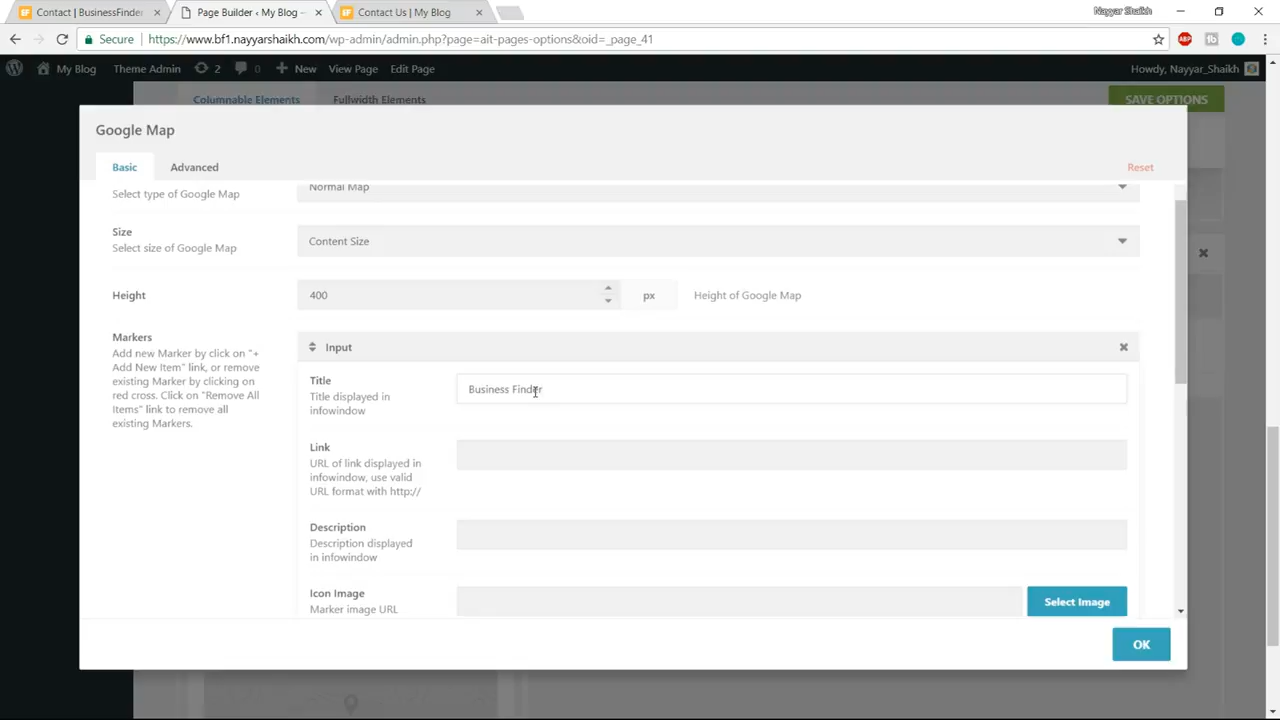 Contact | BusinessFinder
Page Builder ‹ My Blog —
Contact Us | My Blog
Nayyar Shaikh
Secure
https://www.bf1.nayyarshaikh.com/wp-admin/admin.php?page=ait-pages-options&oid=_page_41
My Blog
Theme Admin
2
0
New
View Page
Edit Page
Howdy, Nayyar_Shaikh
Columnable Elements
Fullwidth Elements
SAVE OPTIONS
Google Map
Basic
Advanced
Reset
Select type of Google Map
Normal Map
Size
Select size of Google Map
Content Size
Height
400
px
Height of Google Map
Markers
Add new Marker by click on "+
Add New Item" link, or remove
existing Marker by clicking on
red cross. Click on "Remove All
Items" link to remove all
existing Markers.
Input
Title
Title displayed in
infowindow
Business Finder
Link
URL of link displayed in
infowindow, use valid
URL format with http://
Description
Description displayed
in infowindow
Icon Image
Marker image URL
Select Image
OK